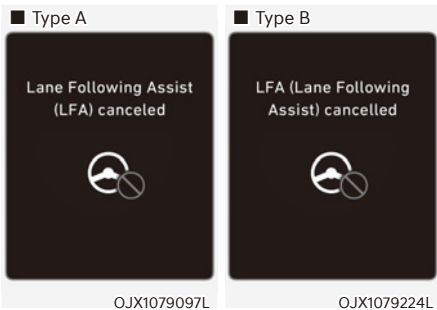 ■ Type A
Lane Following Assist
(LFA) canceled
OJX1079097L
■ Type B
LFA (Lane Following
Assist) cancelled
OJX1079224L